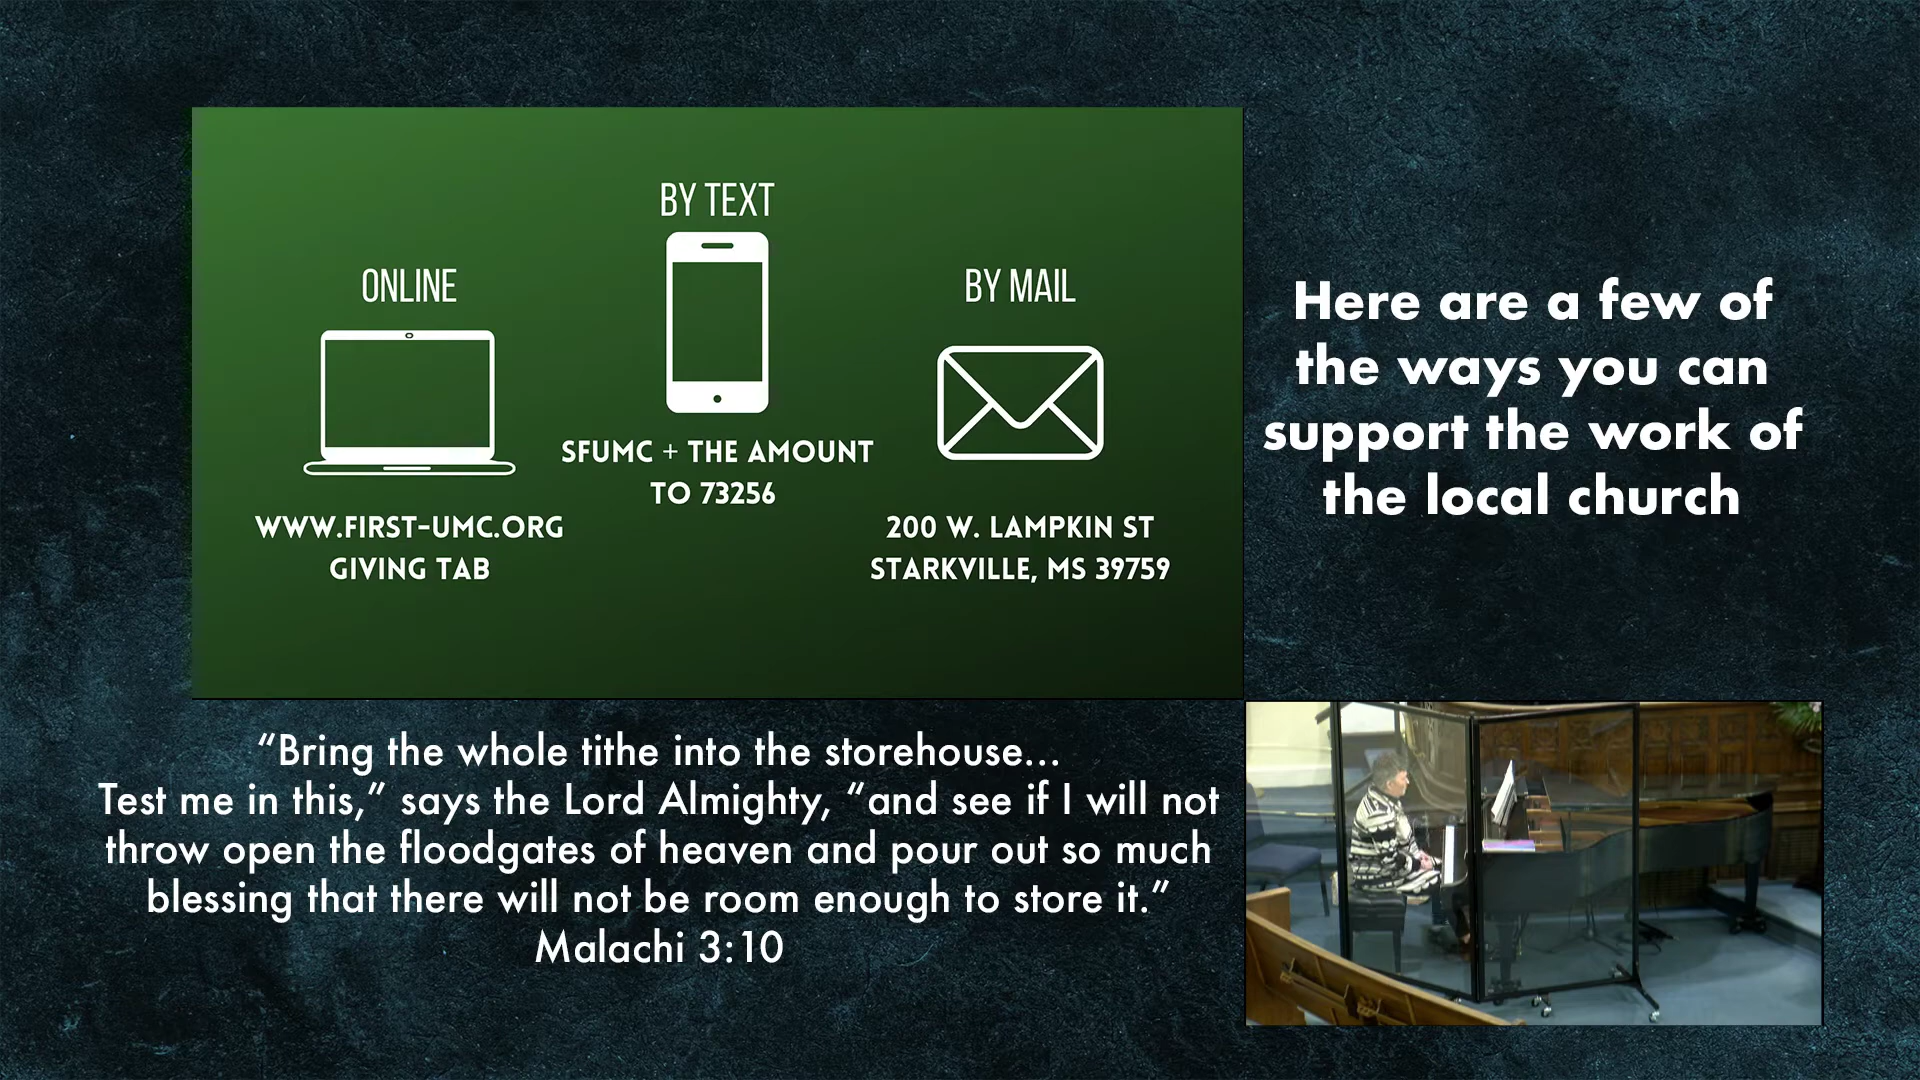 BY TEXT
SFUMC + THE AMOUNT
TO 73256
ONLINE
WWW.FIRST-UMC.ORG
GIVING TAB
BY MAIL
200 W. LAMPKIN ST
STARKVILLE, MS 39759
Here are a few of
the ways you can
support the work of
the local church
“Bring the whole tithe into the storehouse...
Test me in this,” says the Lord Almighty, “and see if I will not
throw open the floodgates of heaven and pour out so much
blessing that there will not be room enough to store it.”
Malachi 3:10